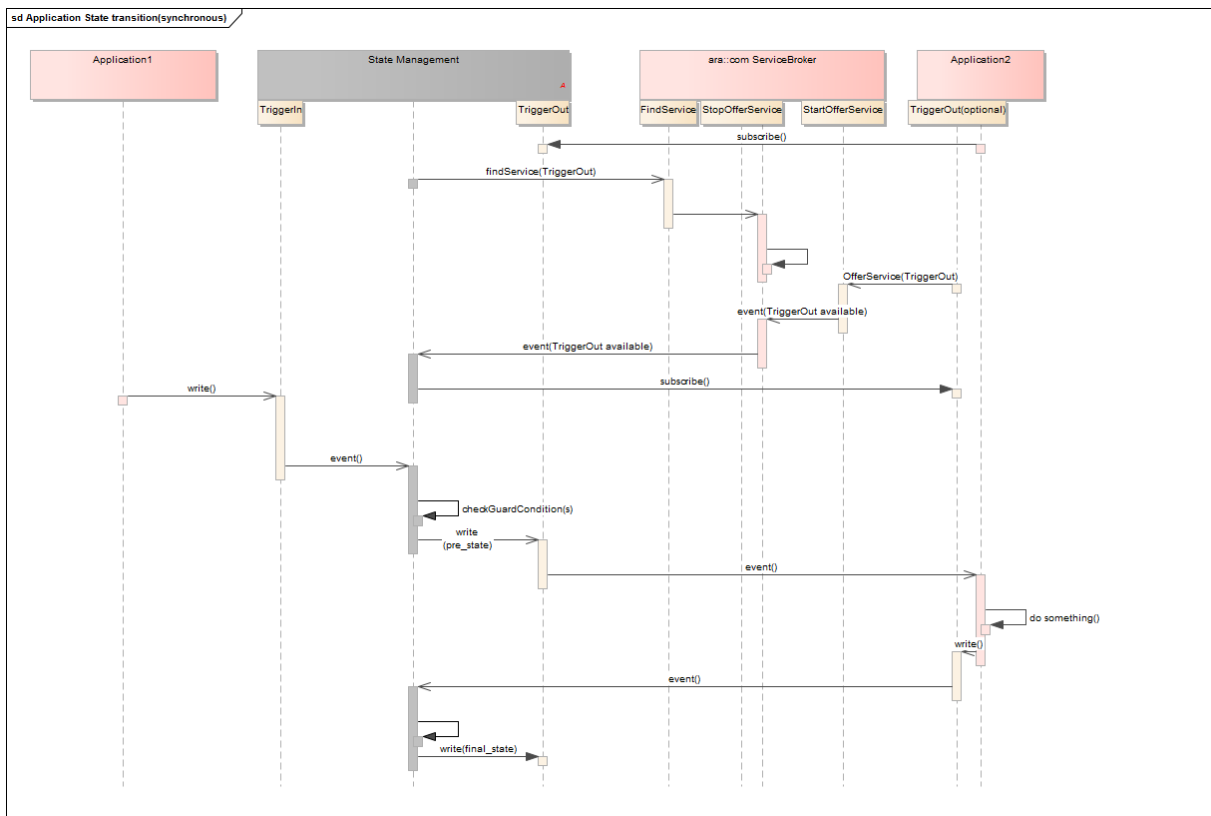 sd Application State transition(synchronous)
Application1
State Management
ara::com ServiceBroker
Application2
A
TriggerIn
TriggerOut
FindService
StopOfferService
StartOfferService
TriggerOut(optional)
subscribe()
findService(TriggerOut)
OfferService(TriggerOut)
event(TriggerOut available)
event(TriggerOut available)
subscribe()
write()
event()
checkGuardCondition(s)
write
(pre_state)
event()
do something()
write()
event()
write(final_state)